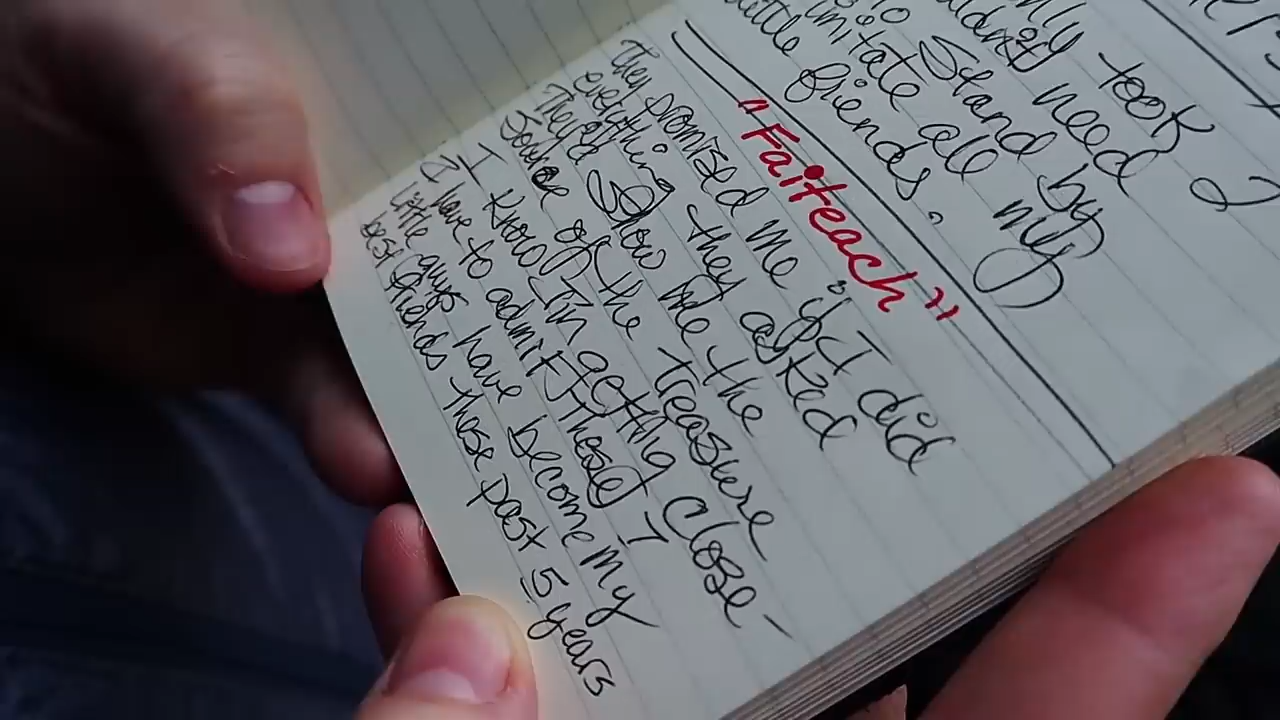 took
need 2
Stand by
imitate all my
little friends.
"Faiteach"
They promised me if I did
everything they asked
They'd Show me the
Source of the treasure
I know I'm getting close -
I have to admit, these
little guys have become my
best friends these past 5 years